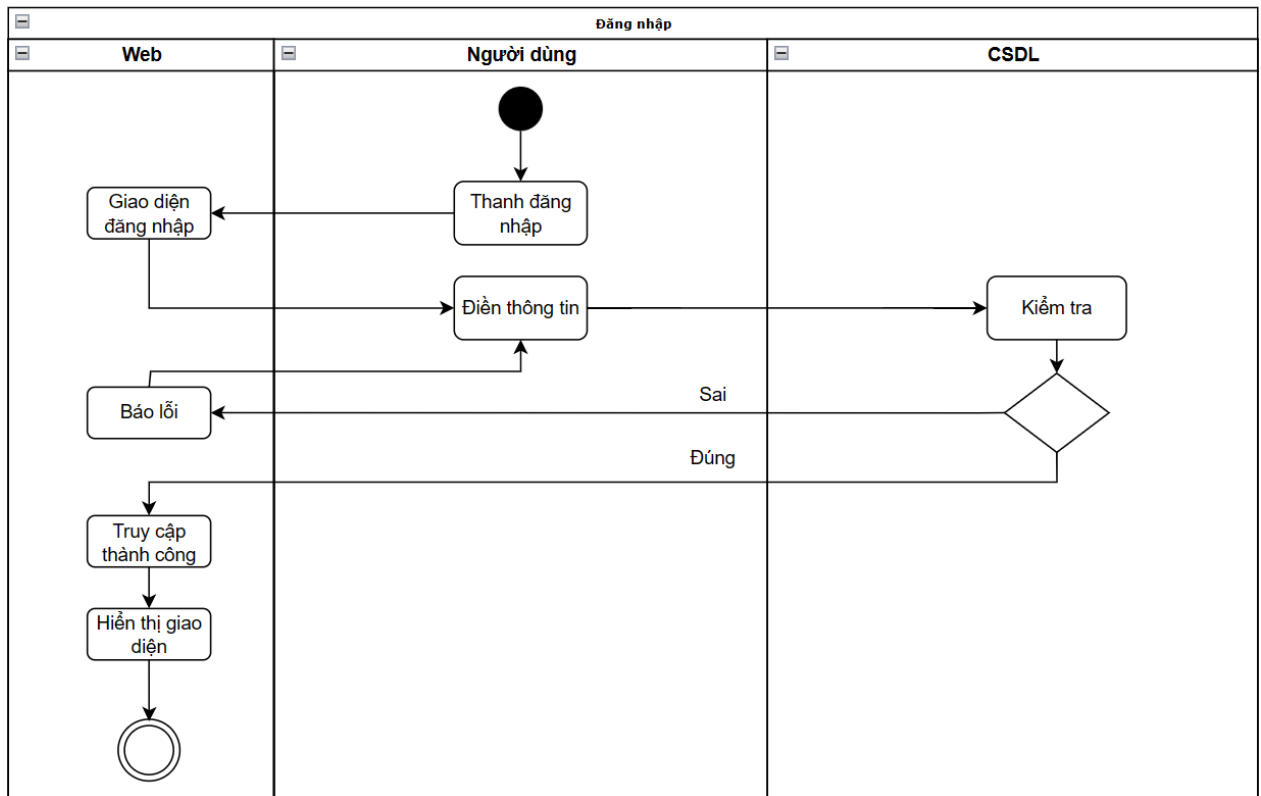 Đăng nhập
Web
Người dùng
CSDL
Giao diện
đăng nhập
Thanh đăng
nhập
Điền thông tin
Kiểm tra
Báo lỗi
Sai
Đúng
Truy cập
thành công
Hiển thị giao
diện